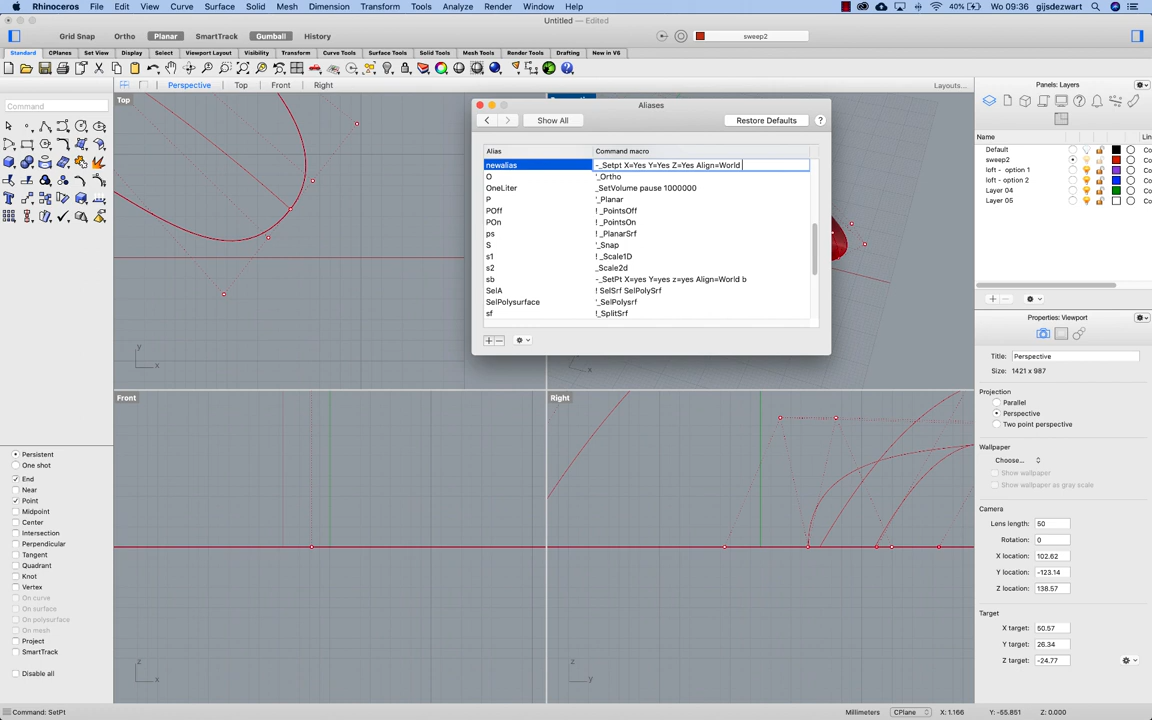 Rhinoceros File Edit View Curve Surface Solid Mesh Dimension Transform Tools Analyze Render Window Help 40% Wo 09:36 gijsdezwart
Untitled — Edited
Grid Snap Ortho Planar SmartTrack Gumball History sweep2
Standard CPlanes Set View Display Select Viewport Layout Visibility Transform Curve Tools Surface Tools Solid Tools Mesh Tools Render Tools Drafting New in V6
Perspective Top Front Right Layouts...
Panels: Layers
Command
Top
Aliases
Show All Restore Defaults ?
Alias Command macro
newalias -_Setpt X=Yes Y=Yes Z=Yes Align=World
O '_Ortho
OneLiter _SetVolume pause 1000000
P '_Planar
POff ! _PointsOff
POn ! _PointsOn
ps ! _PlanarSrf
S '_Snap
s1 ! _Scale1D
s2 _Scale2d
sb -_SetPt X=yes Y=yes z=yes Align=World b
SelA ! SelSrf SelPolySrf
SelPolysurface '_SelPolysrf
sf ! _SplitSrf
Name Material Lin
Default
sweep2
loft - option 1
loft - option 2
Layer 04
Layer 05
Properties: Viewport
Title: Perspective
Size: 1421 x 987
Projection
Parallel
Perspective
Two point perspective
Wallpaper
Choose...
Show wallpaper
Show wallpaper as gray scale
Camera
Lens length: 50
Rotation: 0
X location: 102.62
Y location: -123.14
Z location: 138.57
Target
X target: 50.57
Y target: 26.34
Z target: -24.77
y
x
x
Front
Right
z
x
z
y
Persistent
One shot
End
Near
Point
Midpoint
Center
Intersection
Perpendicular
Tangent
Quadrant
Knot
Vertex
On curve
On surface
On polysurface
On mesh
Project
SmartTrack
Disable all
Command: SetPt Millimeters CPlane X: 1.166 Y: -55.851 Z: 0.000